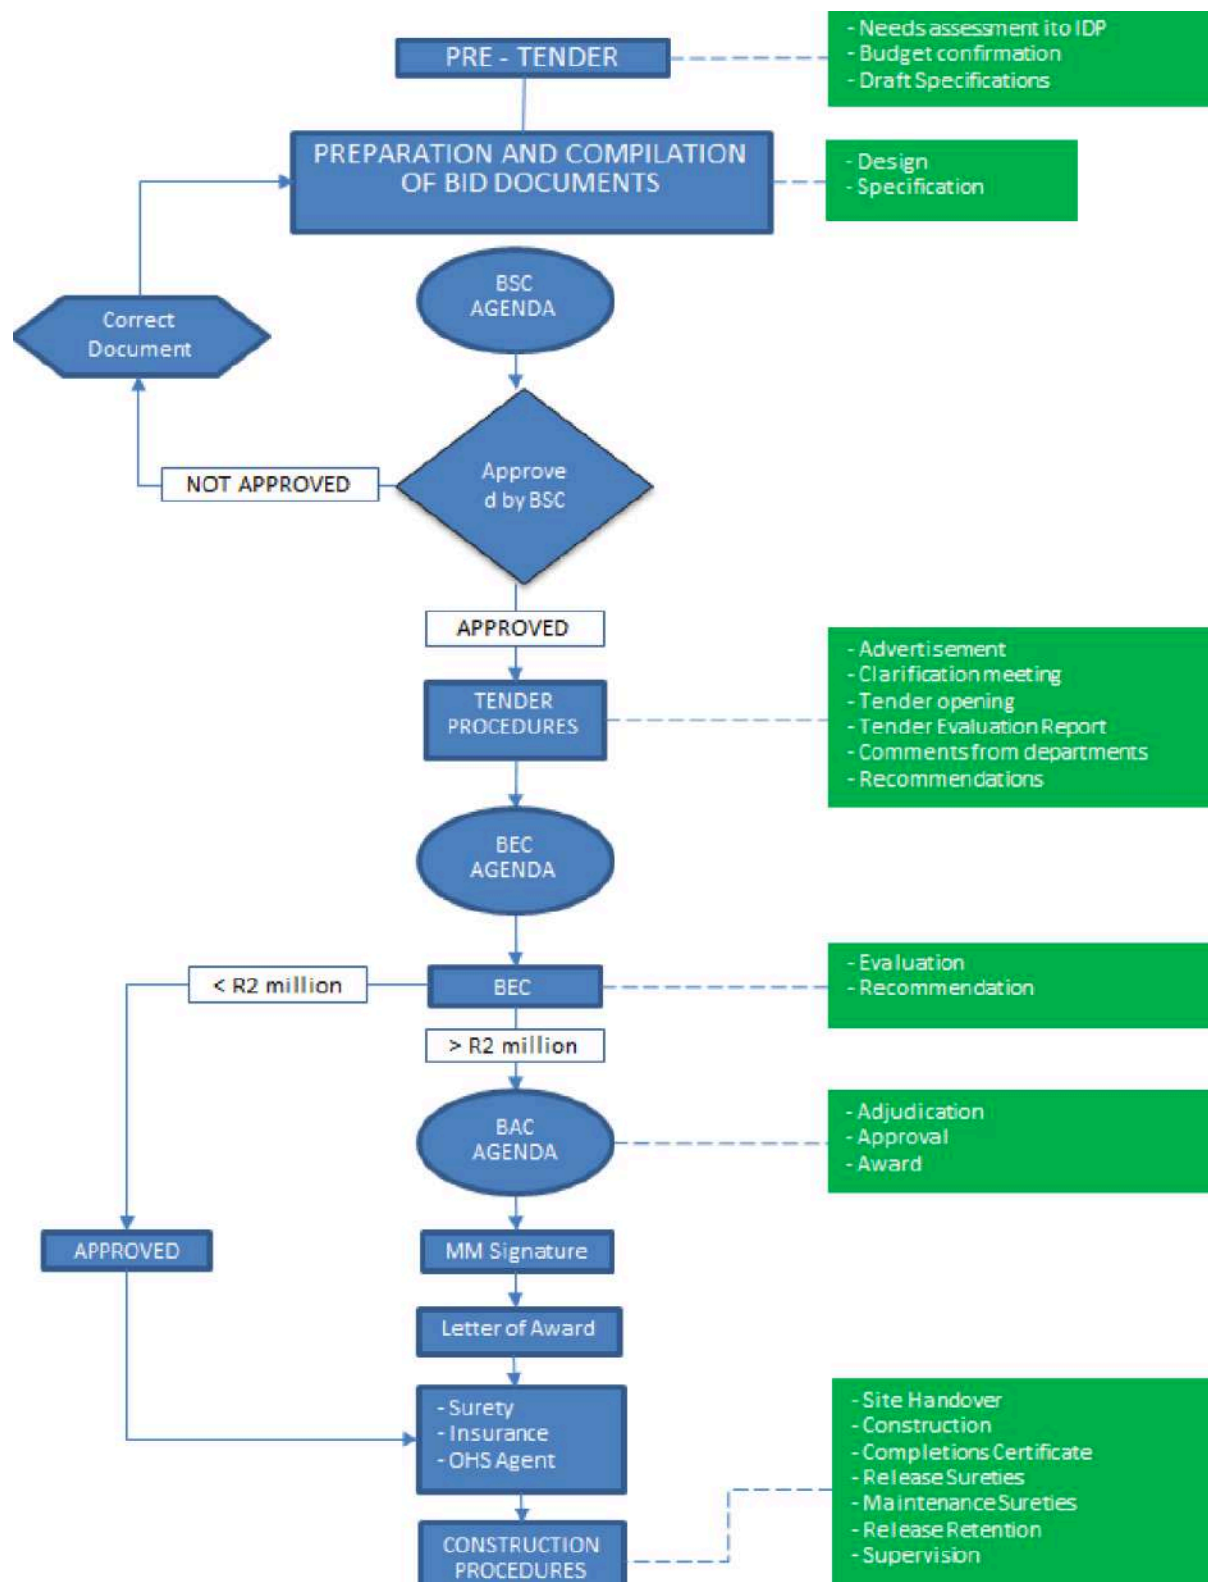 PRE - TENDER
- Needs assessment ito IDP
- Budget confirmation
- Draft Specifications
PREPARATION AND COMPILATION
OF BID DOCUMENTS
- Design
- Specification
BSC
AGENDA
Correct
Document
Approve
d by BSC
NOT APPROVED
APPROVED
TENDER
PROCEDURES
- Advertisement
- Clarification meeting
- Tender opening
- Tender Evaluation Report
- Comments from departments
- Recommendations
BEC
AGENDA
< R2 million
BEC
- Evaluation
- Recommendation
> R2 million
BAC
AGENDA
- Adjudication
- Approval
- Award
APPROVED
MM Signature
Letter of Award
- Surety
- Insurance
- OHS Agent
- Site Handover
- Construction
- Completions Certificate
- Release Sureties
- Maintenance Sureties
- Release Retention
- Supervision
CONSTRUCTION
PROCEDURES